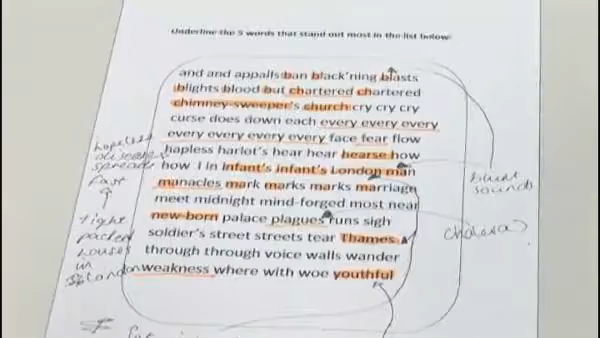 Underline the 5 words that stand out most in the list below
and and appalls ban black'ning blasts
blights blood but chartered chartered
chimney-sweeper's church cry cry cry
curse does down each every every every
every every every every face fear flow
hapless harlot's hear hear hearse how
how I in infant's infant's London man
manacles mark marks marks marriage
meet midnight mind-forged most near
new-born palace plagues runs sigh
soldier's street streets tear Thames
through through voice walls wander
weakness where with woe youthful
hopeless
disease
spreads
fast
tight
packed
houses
in
London
blunt
sounds
cholera